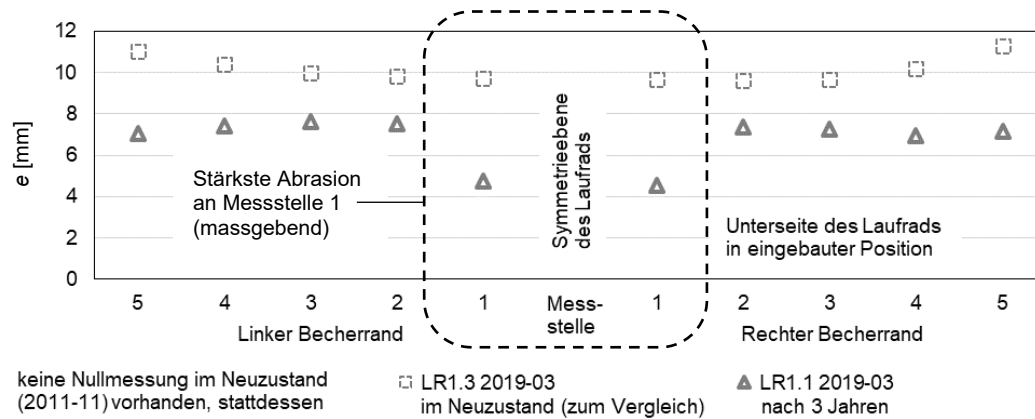 12
10
8
6
4
2
0
e [mm]
Stärkste Abrasion
an Messstelle 1
(massgebend)
Symmetrieebene
des Laufrads
Unterseite des Laufrads
in eingebauter Position
5 4 3 2 1 Mess- 1 2 3 4 5
stelle
Linker Becherrand
Rechter Becherrand
keine Nullmessung im Neuzustand
(2011-11) vorhanden, stattdessen
LR1.3 2019-03
im Neuzustand (zum Vergleich)
LR1.1 2019-03
nach 3 Jahren